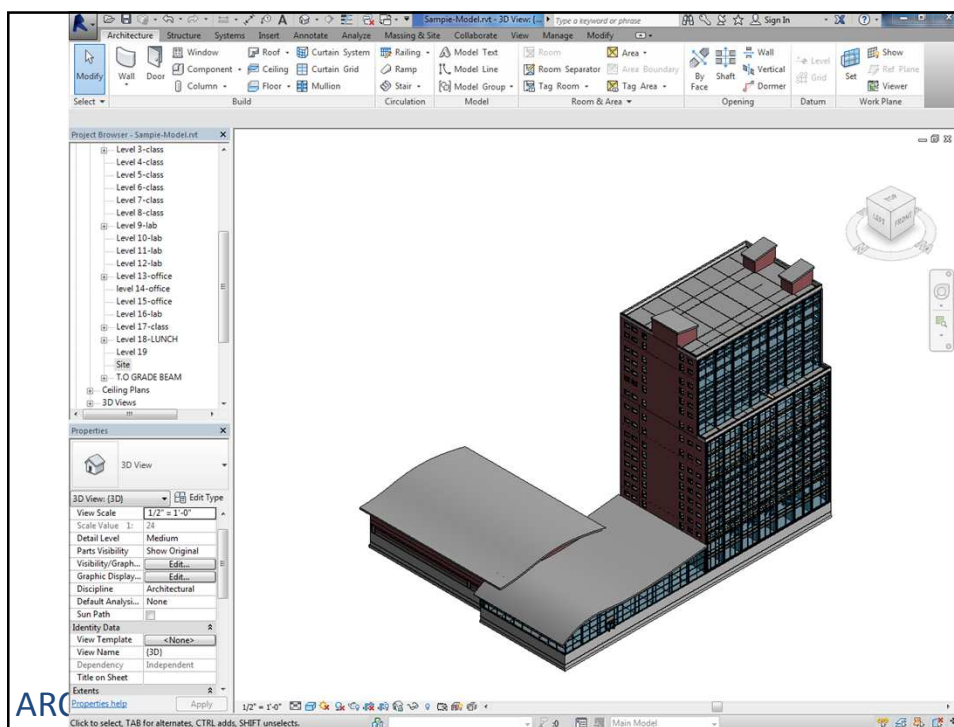 Sample-Model.rvt - 3D View: {... Type a keyword or phrase Sign In
Architecture Structure Systems Insert Annotate Analyze Massing & Site Collaborate View Manage Modify
Modify
Select
Wall Door Window Component Column Roof Ceiling Floor Curtain System Curtain Grid Mullion
Build
Railing Ramp Stair
Circulation
Model Text Model Line Model Group
Model
Room Room Separator Tag Room Area Area Boundary Tag Area
Room & Area
By Face Shaft Wall Vertical Dormer
Opening
Level Grid
Datum
Set Show Ref Plane Viewer
Work Plane
Project Browser - Sample-Model.rvt
Level 3-class
Level 4-class
Level 5-class
Level 6-class
Level 7-class
Level 8-class
Level 9-lab
Level 10-lab
Level 11-lab
Level 12-lab
Level 13-office
level 14-office
Level 15-office
Level 16-lab
Level 17-class
Level 18-LUNCH
Level 19
Site
T.O GRADE BEAM
Ceiling Plans
3D Views
Properties
3D View
3D View: {3D} Edit Type
View Scale 1/2" = 1'-0"
Scale Value 1: 24
Detail Level Medium
Parts Visibility Show Original
Visibility/Graph... Edit...
Graphic Display... Edit...
Discipline Architectural
Default Analysi... None
Sun Path
Identity Data
View Template <None>
View Name {3D}
Dependency Independent
Title on Sheet
Extents
Properties help Apply
TOP
LEFT FRONT
1/2" = 1'-0"
ARC
Click to select, TAB for alternates, CTRL adds, SHIFT unselects. :0 Main Model